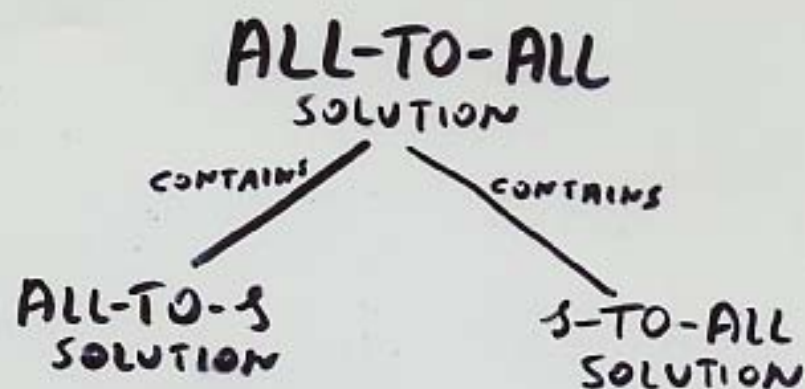 ALL-TO-ALL
SOLUTION
CONTAINS CONTAINS
ALL-TO-1 1-TO-ALL
SOLUTION SOLUTION